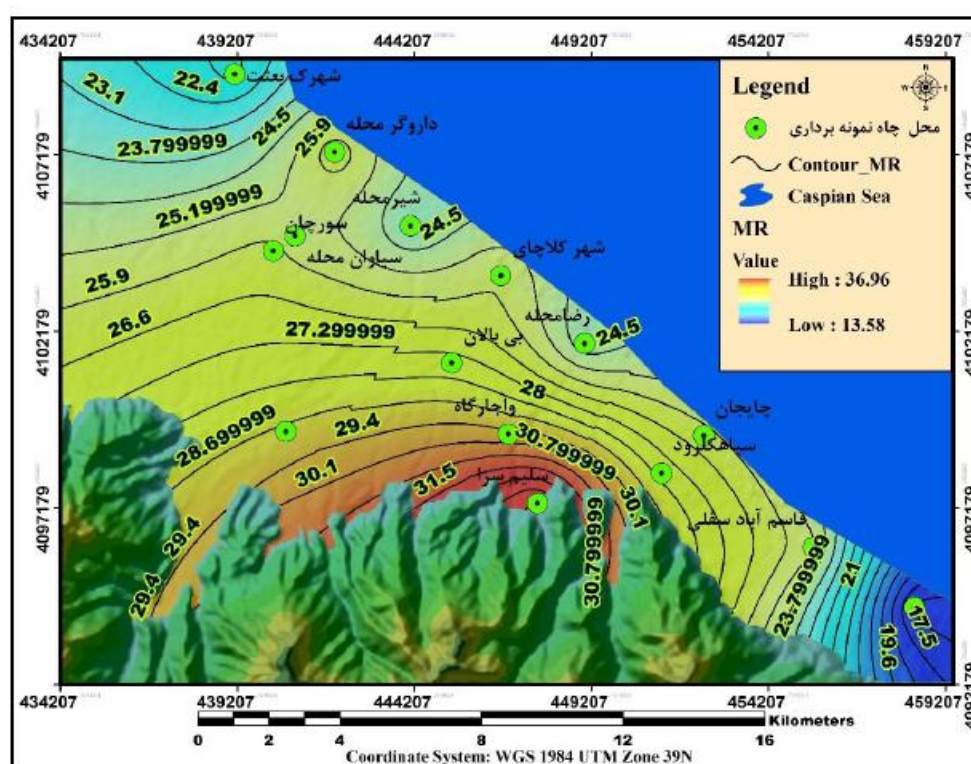 434207 439207 444207 449207 454207 459207
4107179
4102179
4097179
4107179
4102179
4097179
Legend
محل چاه نمونه برداری
Contour_MR
Caspian Sea
MR
Value
High : 36.96
Low : 13.58
شهرک بعثت
22.4
23.1
23.799999
24.5
25.9
داروگر محله
25.199999
شیرمحله
24.5
سورچان
سیاوان محله
شهر کلاچای
25.9
26.6
27.299999
رضامحله
24.5
بی بالان
28
28.699999
29.4
واچارگاه
30.799999
چایجان
سیاهکلرود
30.1
31.5
سلیم سرا
30.1
قاسم آباد سفلی
29.4
29.4
30.799999
23.799999
21
19.6
17.5
434207 439207 444207 449207 454207 459207
Kilometers
0 2 4 8 12 16
Coordinate System: WGS 1984 UTM Zone 39N